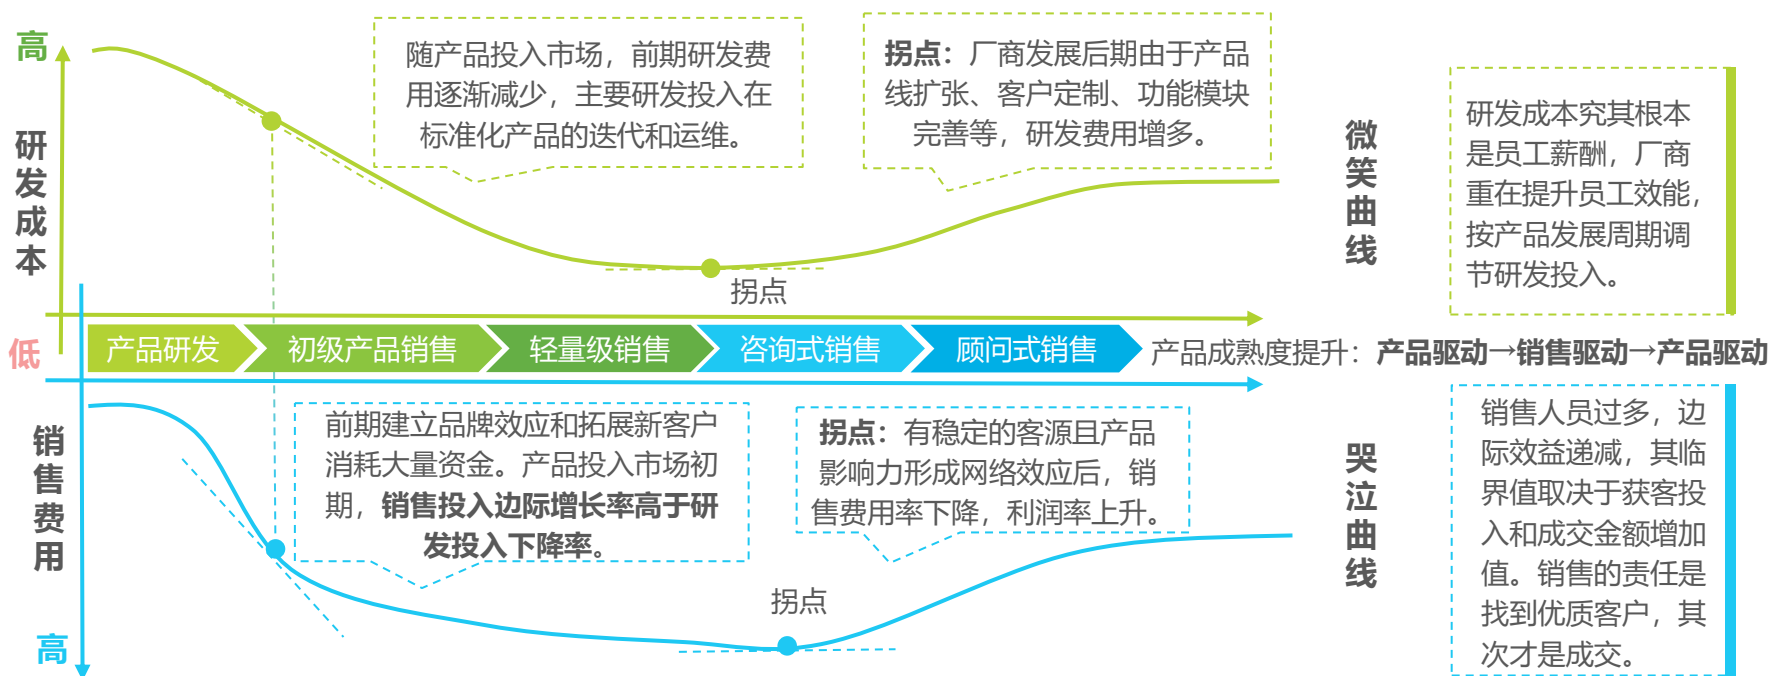 高
研发成本
低
随产品投入市场，前期研发费
用逐渐减少，主要研发投入在
标准化产品的迭代和运维。
拐点：厂商发展后期由于产品
线扩张、客户定制、功能模块
完善等，研发费用增多。
拐点
微笑曲线
研发成本究其根本
是员工薪酬，厂商
重在提升员工效能，
按产品发展周期调
节研发投入。
产品研发
初级产品销售
轻量级销售
咨询式销售
顾问式销售
产品成熟度提升：产品驱动→销售驱动→产品驱动
销售费用
高
前期建立品牌效应和拓展新客户
消耗大量资金。产品投入市场初
期，销售投入边际增长率高于研
发投入下降率。
拐点：有稳定的客源且产品
影响力形成网络效应后，销
售费用率下降，利润率上升。
拐点
哭泣曲线
销售人员过多，边
际效益递减，其临
界值取决于获客投
入和成交金额增加
值。销售的责任是
找到优质客户，其
次才是成交。